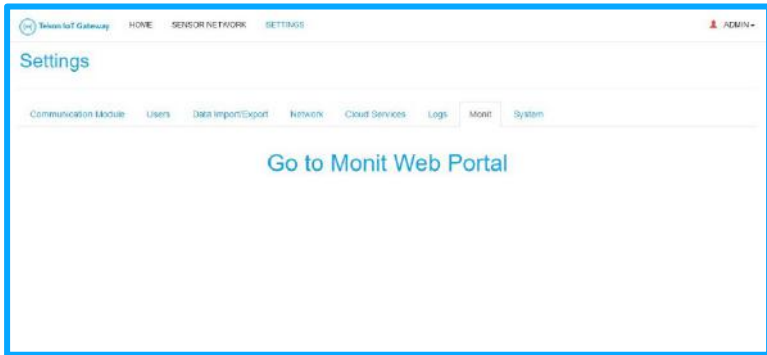 Tekon IoT Gateway HOME SENSOR NETWORK SETTINGS ADMIN
Settings
Communication Module Users Data Import/Export Network Cloud Services Logs Monit System
Go to Monit Web Portal